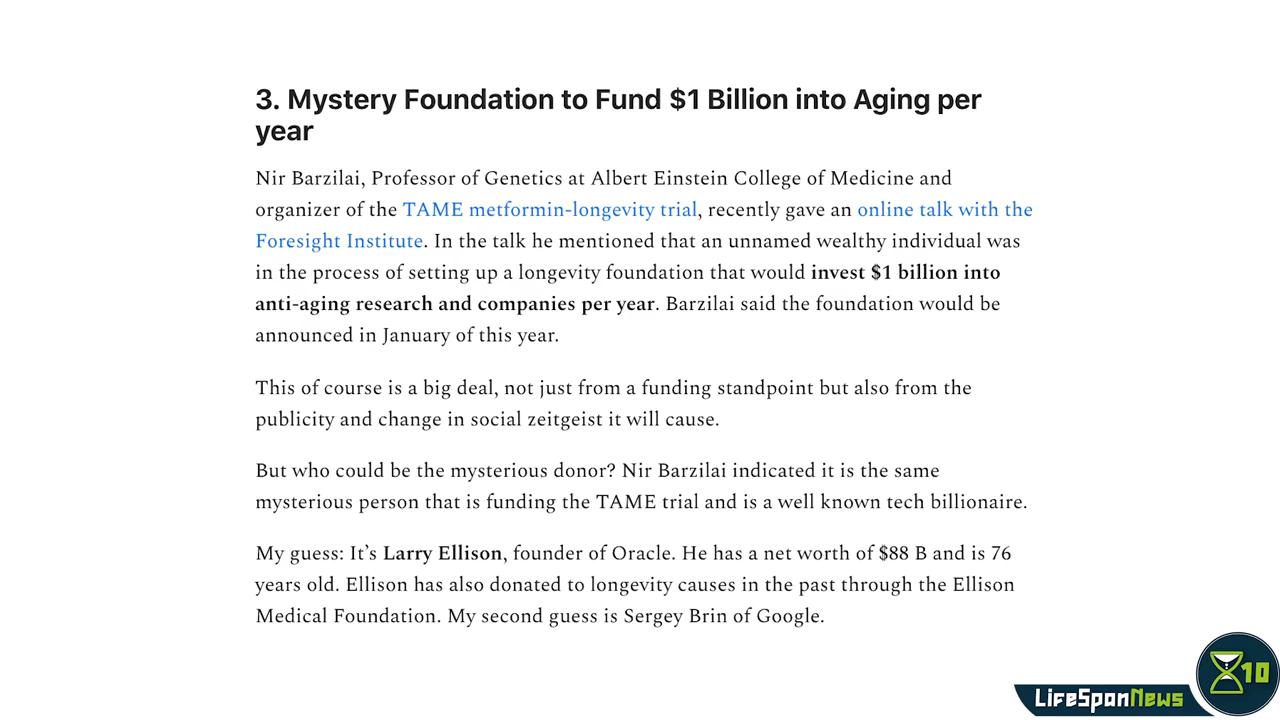 3. Mystery Foundation to Fund $1 Billion into Aging per
year
Nir Barzilai, Professor of Genetics at Albert Einstein College of Medicine and
organizer of the TAME metformin-longevity trial, recently gave an online talk with the
Foresight Institute. In the talk he mentioned that an unnamed wealthy individual was
in the process of setting up a longevity foundation that would invest $1 billion into
anti-aging research and companies per year. Barzilai said the foundation would be
announced in January of this year.
This of course is a big deal, not just from a funding standpoint but also from the
publicity and change in social zeitgeist it will cause.
But who could be the mysterious donor? Nir Barzilai indicated it is the same
mysterious person that is funding the TAME trial and is a well known tech billionaire.
My guess: It’s Larry Ellison, founder of Oracle. He has a net worth of $88 B and is 76
years old. Ellison has also donated to longevity causes in the past through the Ellison
Medical Foundation. My second guess is Sergey Brin of Google.
10
LifeSpanNews